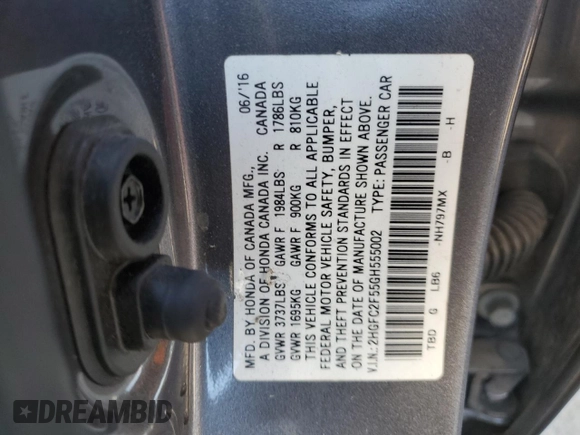 MFD. BY HONDA OF CANADA MFG., 06/'16
A DIVISION OF HONDA CANADA INC. CANADA
GVWR 3737LBS GAWR F 1984LBS R 1786LBS
GVWR 1695KG GAWR F 900KG R 810KG
THIS VEHICLE CONFORMS TO ALL APPLICABLE
FEDERAL MOTOR VEHICLE SAFETY, BUMPER,
AND THEFT PREVENTION STANDARDS IN EFFECT
ON THE DATE OF MANUFACTURE SHOWN ABOVE.
V.I.N.: 2HGFC2F55GH555002 TYPE: PASSENGER CAR
TBD G LB6 -NH797MX -B -H
DREAMBID